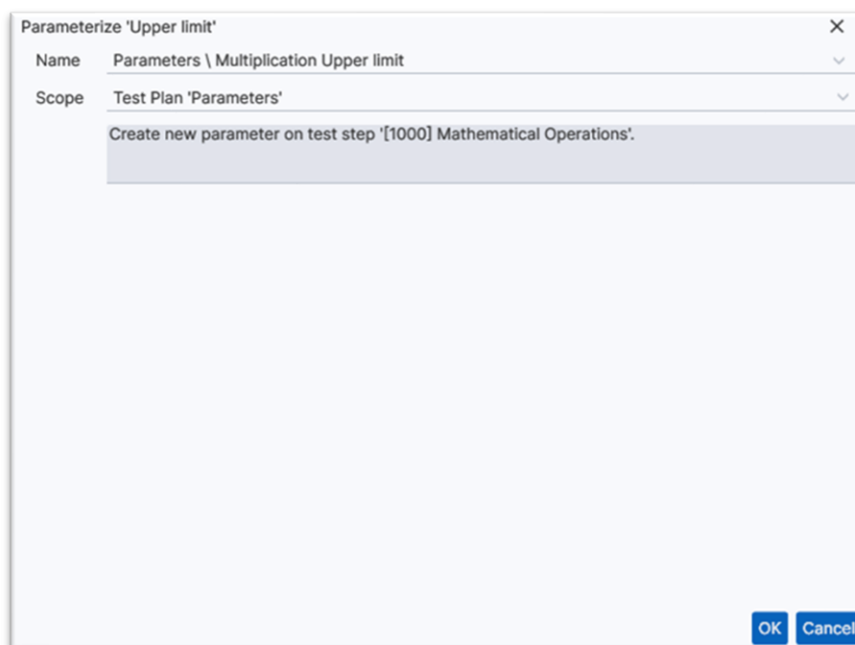 Parameterize 'Upper limit'
Name Parameters \ Multiplication Upper limit
Scope Test Plan 'Parameters'
Create new parameter on test step '[1000] Mathematical Operations'.
OK Cancel